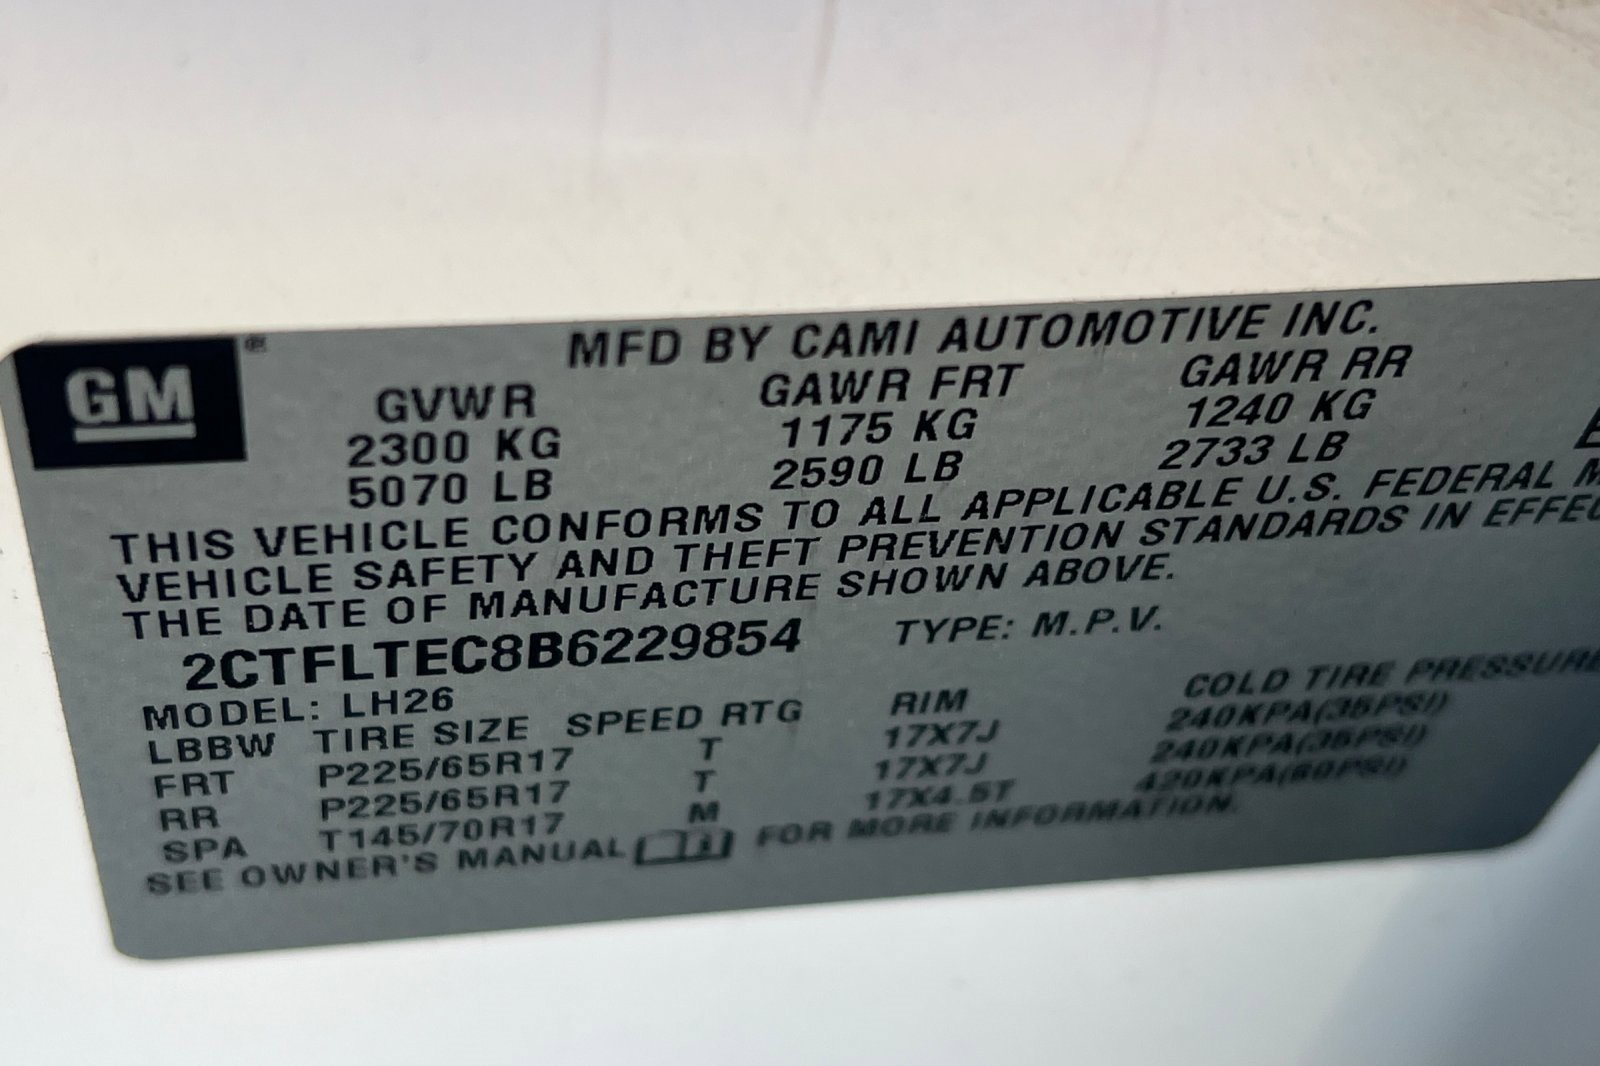 GM ®
MFD BY CAMI AUTOMOTIVE INC.
GVWR GAWR FRT GAWR RR
2300 KG 1175 KG 1240 KG
5070 LB 2590 LB 2733 LB
THIS VEHICLE CONFORMS TO ALL APPLICABLE U.S. FEDERAL M
VEHICLE SAFETY AND THEFT PREVENTION STANDARDS IN EFFEC
THE DATE OF MANUFACTURE SHOWN ABOVE.
2CTFLTEC8B6229854 TYPE: M.P.V.
MODEL: LH26
LBBW TIRE SIZE SPEED RTG RIM COLD TIRE PRESSURE
FRT P225/65R17 T 17X7J 240KPA(35PSI)
RR P225/65R17 T 17X7J 240KPA(35PSI)
SPA T145/70R17 M 17X4.5T 420KPA(60PSI)
SEE OWNER'S MANUAL FOR MORE INFORMATION.